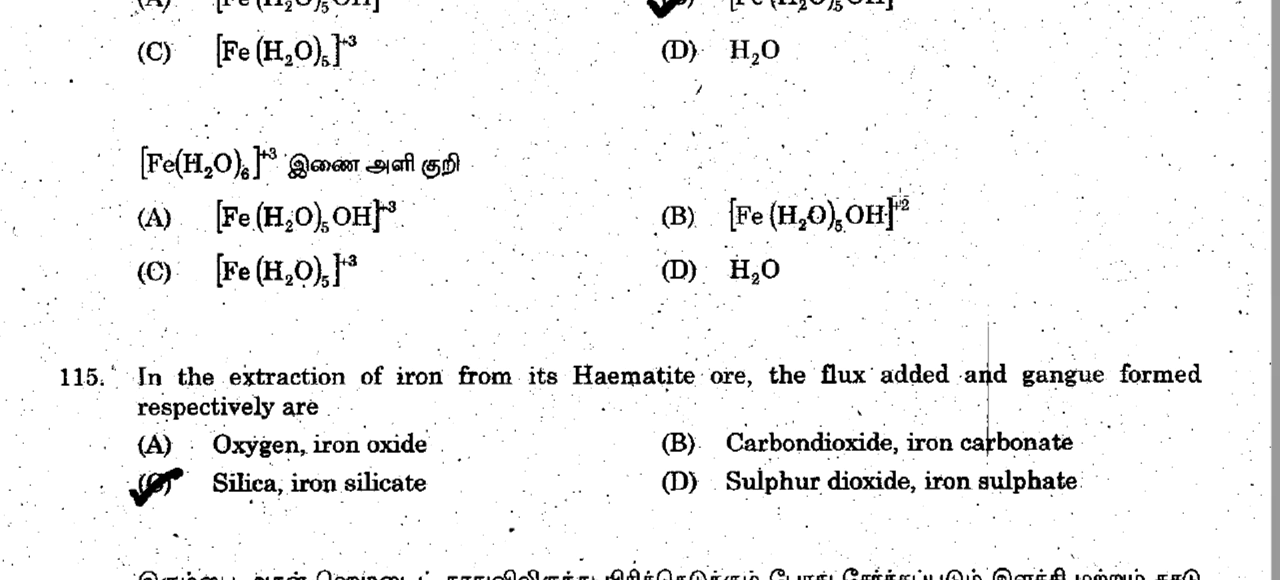 (C) [Fe(H₂O)₅]⁺³ (D) H₂O
[Fe(H₂O)₆]⁺³ இணை அளி குறி
(A) [Fe(H₂O)₅OH]⁺³ (B) [Fe(H₂O)₅OH]⁺²
(C) [Fe(H₂O)₅]⁺³ (D) H₂O
115. In the extraction of iron from its Haematite ore, the flux added and gangue formed
respectively are
(A) Oxygen, iron oxide (B) Carbondioxide, iron carbonate
(C) Silica, iron silicate (D) Sulphur dioxide, iron sulphate